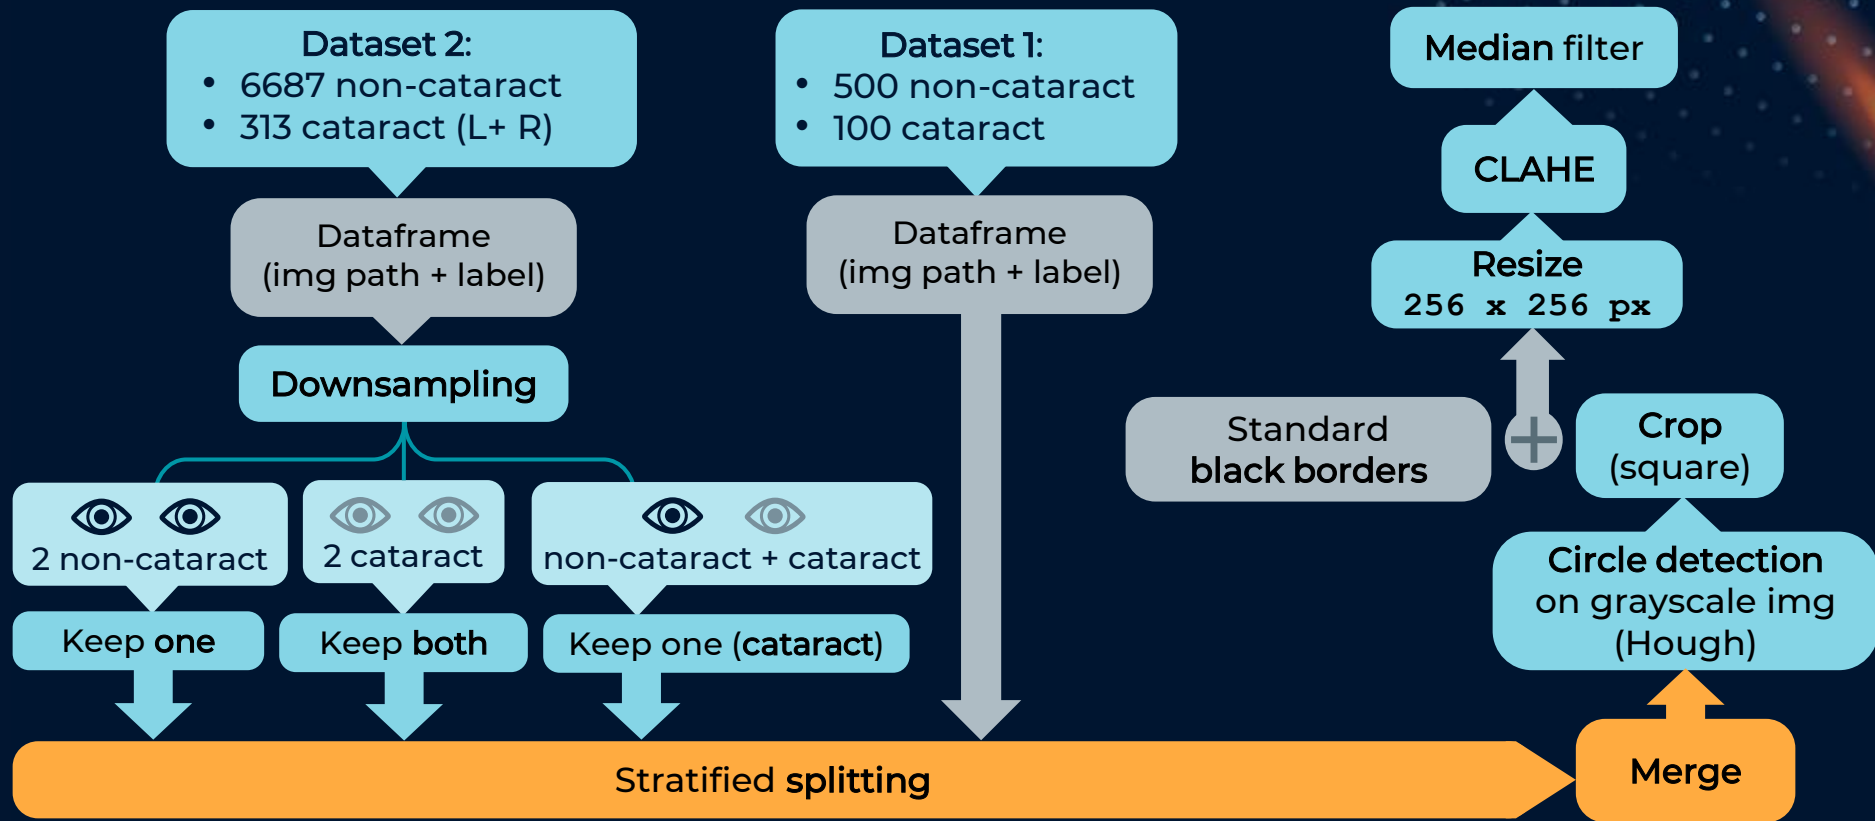 Dataset 2:
• 6687 non-cataract
• 313 cataract (L+ R)
Dataframe
(img path + label)
Downsampling
2 non-cataract
2 cataract
non-cataract + cataract
Keep one
Keep both
Keep one (cataract)
Dataset 1:
• 500 non-cataract
• 100 cataract
Dataframe
(img path + label)
Stratified splitting
Merge
Circle detection
on grayscale img
(Hough)
Crop
(square)
Standard
black borders
Resize
256 x 256 px
CLAHE
Median filter